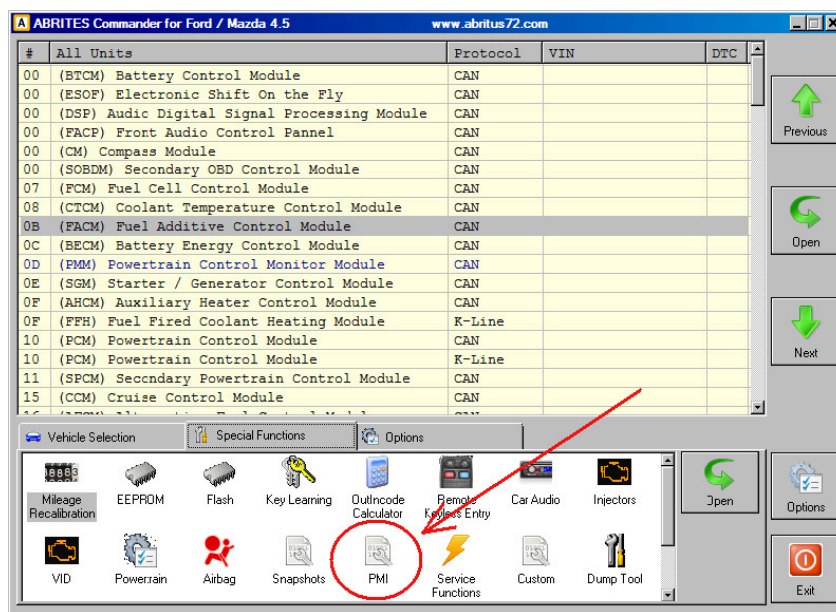 ABRITES Commander for Ford / Mazda 4.5 www.abritus72.com
# All Units Protocol VIN DTC
00 (BTCM) Battery Control Module CAN
00 (ESOF) Electronic Shift On the Fly CAN
00 (DSP) Audic Digital Signal Processing Module CAN
00 (FACP) Front Audio Control Pannel CAN
00 (CM) Compass Module CAN
00 (SOBDM) Secondary OBD Control Module CAN
07 (FCM) Fuel Cell Control Module CAN
08 (CTCM) Coolant Temperature Control Module CAN
0B (FACM) Fuel Additive Control Module CAN
0C (BECM) Battery Energy Control Module CAN
0D (PMM) Powertrain Control Monitor Module CAN
0E (SGM) Starter / Generator Control Module CAN
0F (AHCM) Auxiliary Heater Control Module CAN
0F (FFH) Fuel Fired Coolant Heating Module K-Line
10 (PCM) Powertrain Control Module CAN
10 (PCM) Powertrain Control Module K-Line
11 (SPCM) Seccndary Powertrain Control Module CAN
15 (CCM) Cruise Control Module CAN
Previous
Open
Next
Vehicle Selection Special Functions Options
Mileage Recalibration
EEPROM
Flash
Key Learning
OutIncode Calculator
Remote Keyless Entry
Car Audio
Injectors
Open
Options
VID
Powertrain
Airbag
Snapshots
PMI
Service Functions
Custom
Dump Tool
Exit